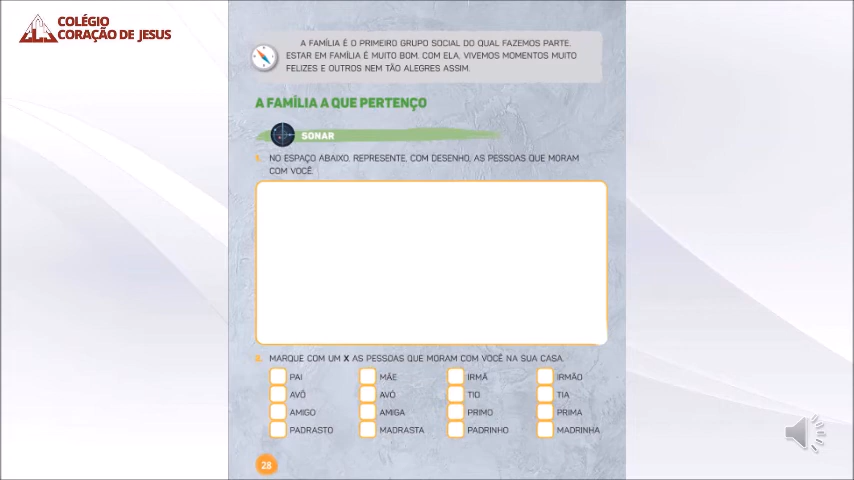 COLÉGIO
CORAÇÃO DE JESUS
A FAMÍLIA É O PRIMEIRO GRUPO SOCIAL DO QUAL FAZEMOS PARTE.
ESTAR EM FAMÍLIA É MUITO BOM. COM ELA, VIVEMOS MOMENTOS MUITO
FELIZES E OUTROS NEM TÃO ALEGRES ASSIM.
A FAMÍLIA A QUE PERTENÇO
SONAR
I. NO ESPAÇO ABAIXO, REPRESENTE, COM DESENHO, AS PESSOAS QUE MORAM
COM VOCÊ.
II. MARQUE COM UM X AS PESSOAS QUE MORAM COM VOCÊ NA SUA CASA.
PAI MÃE IRMÃ IRMÃO
AVÔ AVÓ TIO TIA
AMIGO AMIGA PRIMO PRIMA
PADRASTO MADRASTA PADRINHO MADRINHA
28